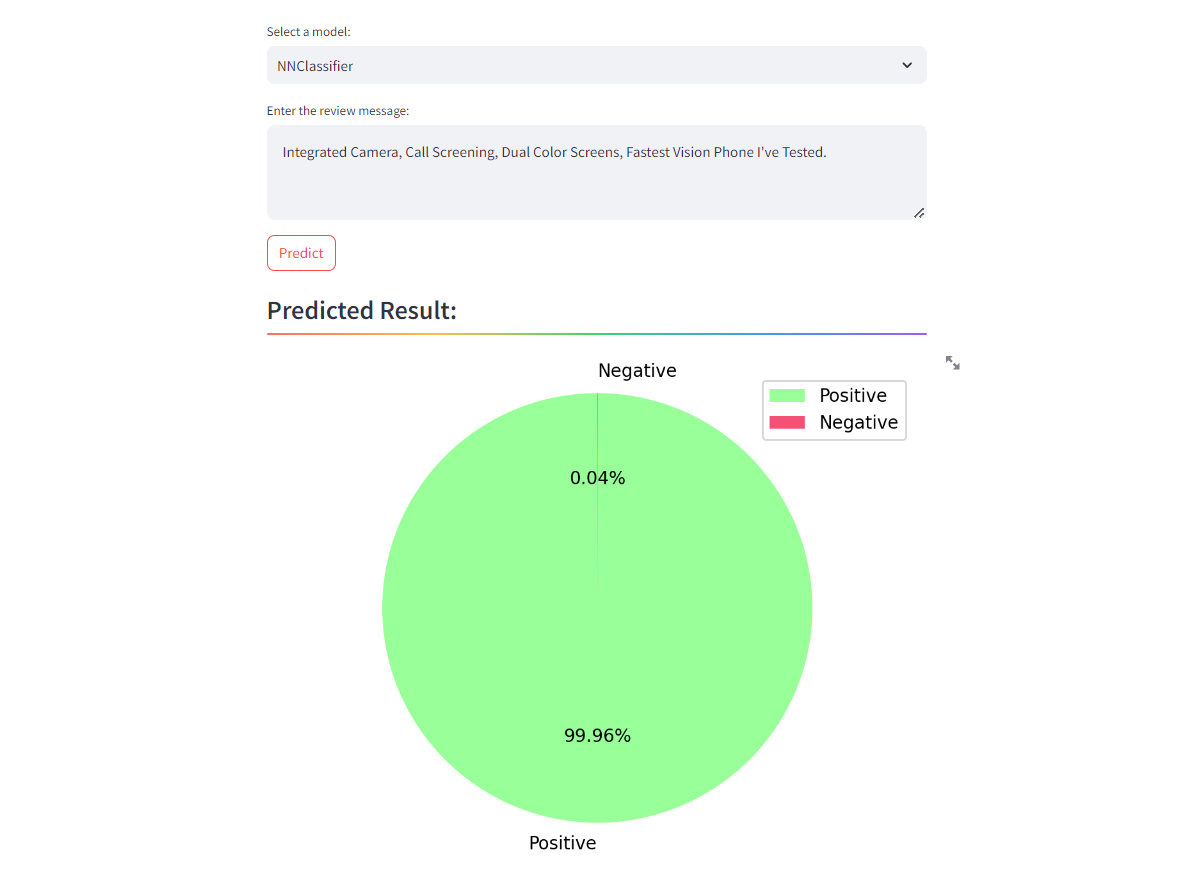 Select a model:
NNClassifier
Enter the review message:
Integrated Camera, Call Screening, Dual Color Screens, Fastest Vision Phone I've Tested.
Predict
Predicted Result:
Negative
Positive
Negative
0.04%
99.96%
Positive